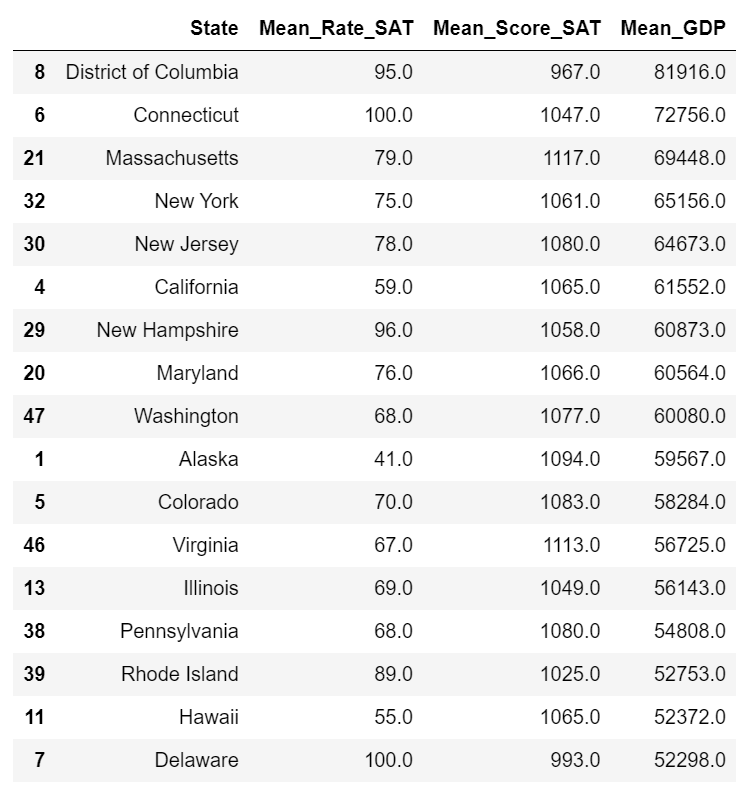 State Mean_Rate_SAT Mean_Score_SAT Mean_GDP
8 District of Columbia 95.0 967.0 81916.0
6 Connecticut 100.0 1047.0 72756.0
21 Massachusetts 79.0 1117.0 69448.0
32 New York 75.0 1061.0 65156.0
30 New Jersey 78.0 1080.0 64673.0
4 California 59.0 1065.0 61552.0
29 New Hampshire 96.0 1058.0 60873.0
20 Maryland 76.0 1066.0 60564.0
47 Washington 68.0 1077.0 60080.0
1 Alaska 41.0 1094.0 59567.0
5 Colorado 70.0 1083.0 58284.0
46 Virginia 67.0 1113.0 56725.0
13 Illinois 69.0 1049.0 56143.0
38 Pennsylvania 68.0 1080.0 54808.0
39 Rhode Island 89.0 1025.0 52753.0
11 Hawaii 55.0 1065.0 52372.0
7 Delaware 100.0 993.0 52298.0